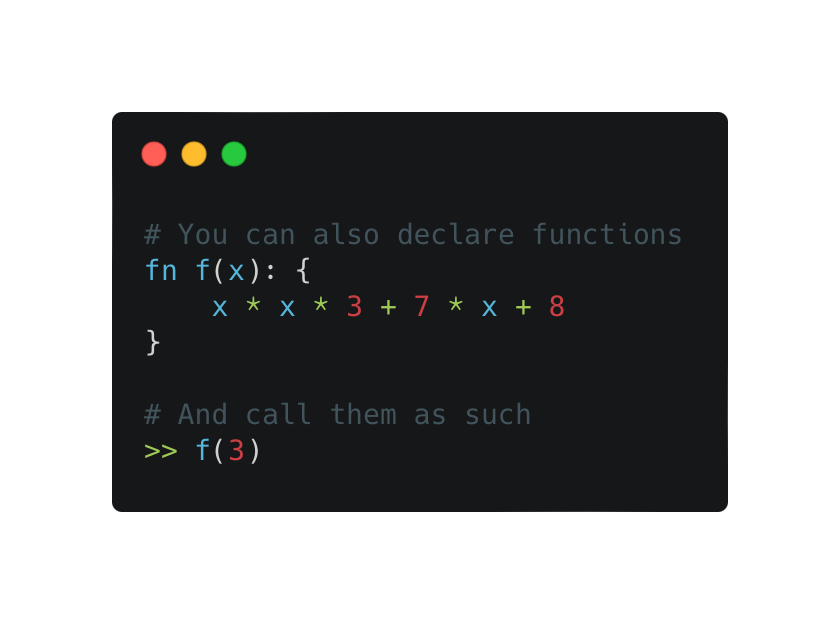 # You can also declare functions
fn f(x): {
    x * x * 3 + 7 * x + 8
}
# And call them as such
>> f(3)